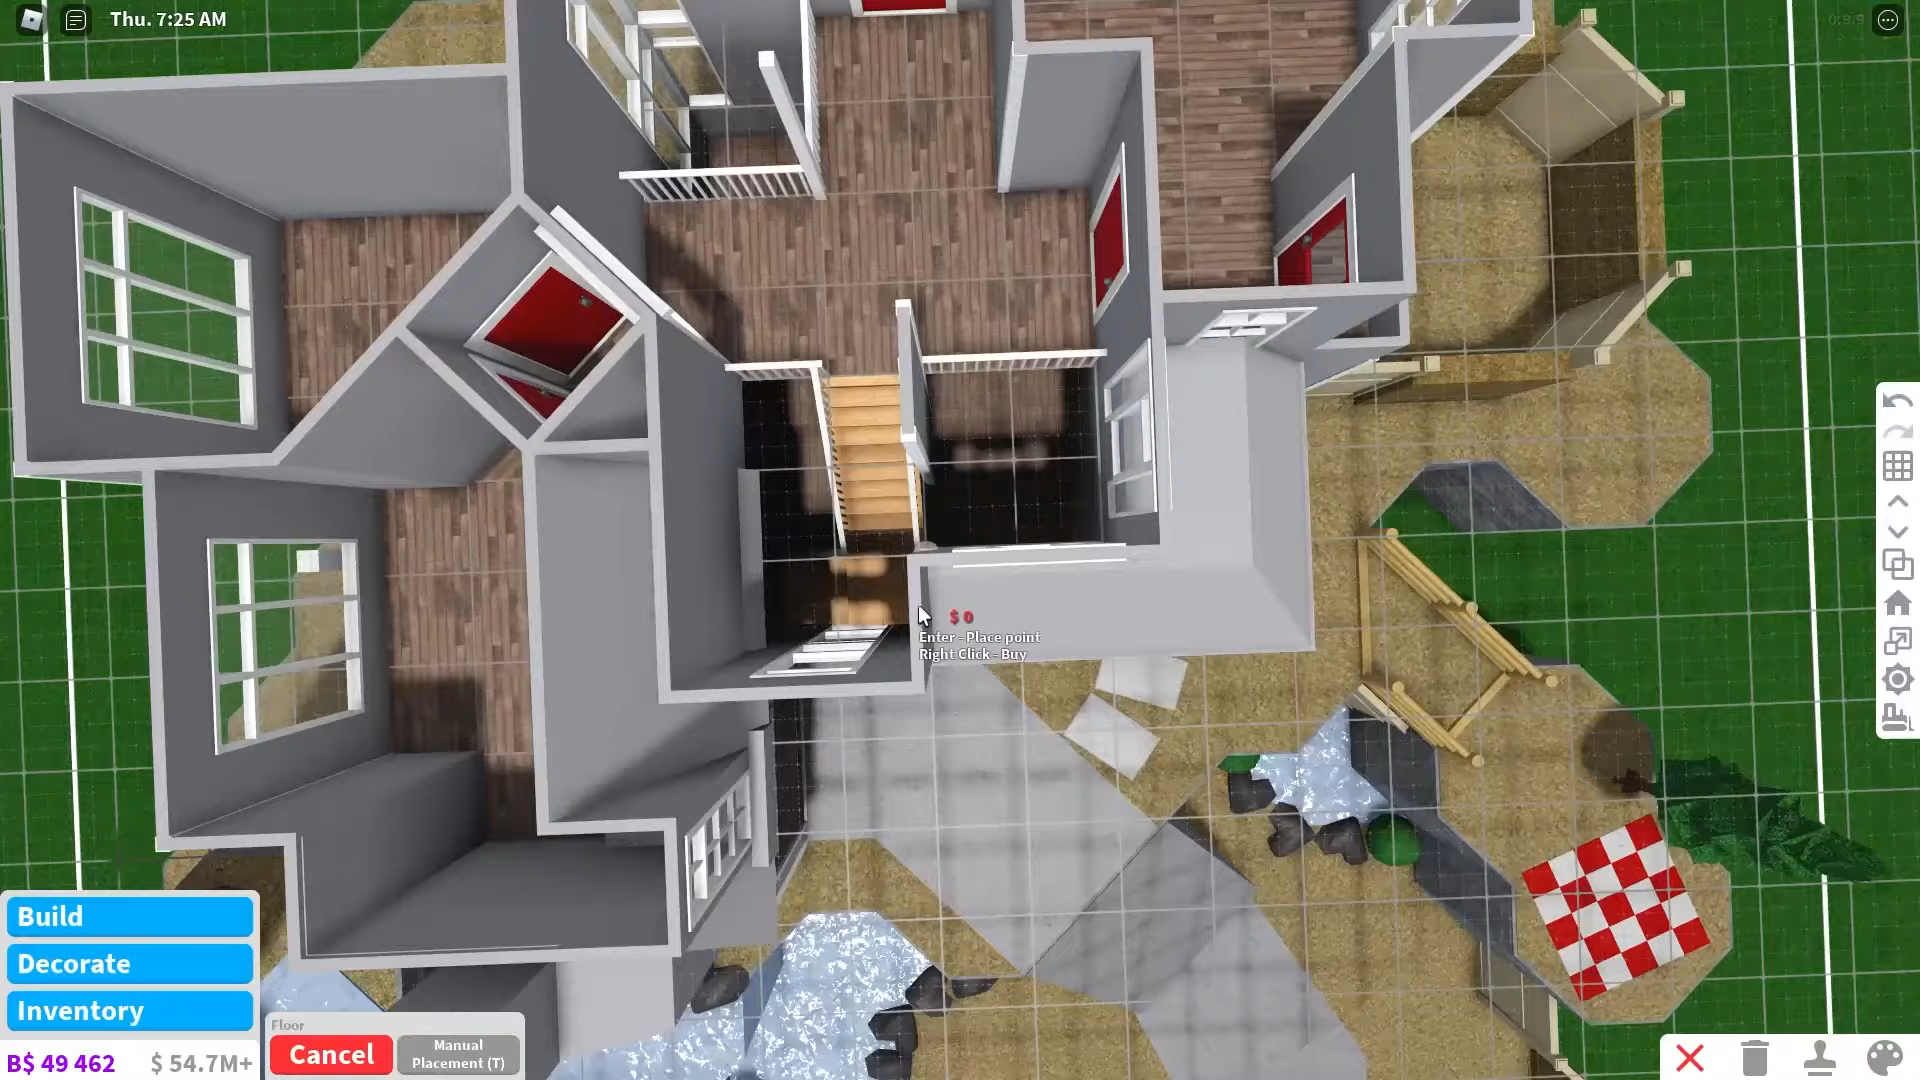 Thu. 7:25 AM
$ 0
Enter - Place point
Right Click - Buy
Build
Decorate
Inventory
B$ 49 462
$ 54.7M+
Floor
Cancel
Manual
Placement (T)